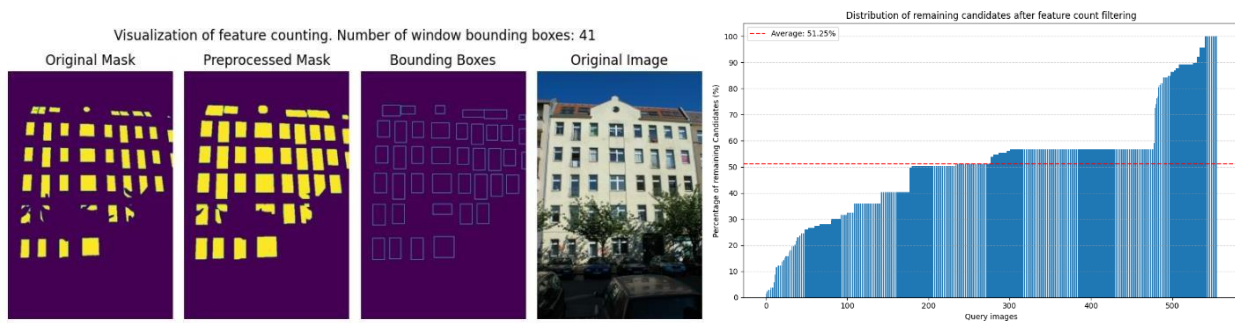 Visualization of feature counting. Number of window bounding boxes: 41
Original Mask
Preprocessed Mask
Bounding Boxes
Original Image
Distribution of remaining candidates after feature count filtering
Average: 51.25%
Percentage of remaining Candidates (%)
100
90
80
70
60
50
40
30
20
10
0
0
100
200
300
400
500
Query images